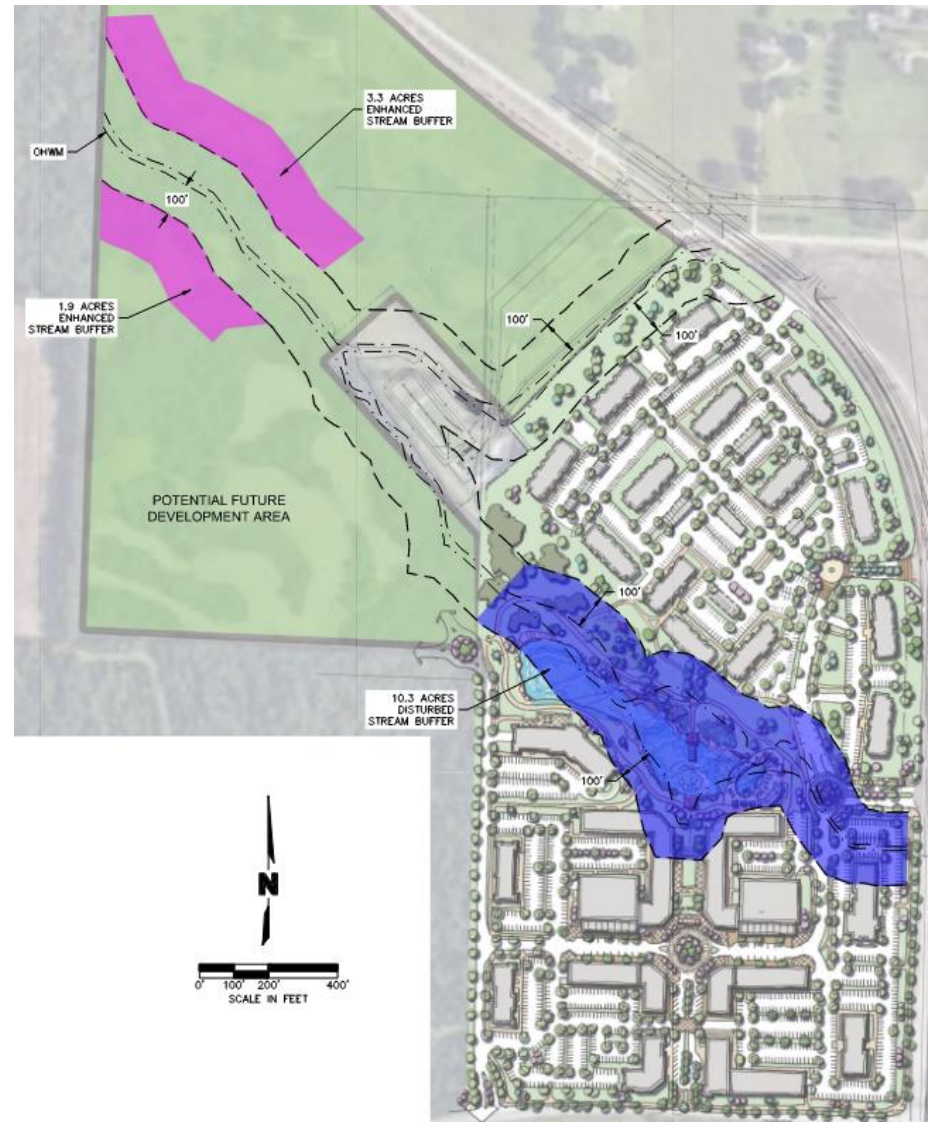 3.3 ACRES
ENHANCED
STREAM BUFFER
OHWM
100'
1.9 ACRES
ENHANCED
STREAM BUFFER
100'
100'
POTENTIAL FUTURE
DEVELOPMENT AREA
100'
10.3 ACRES
DISTURBED
STREAM BUFFER
100'
N
0' 100' 200' 400'
SCALE IN FEET